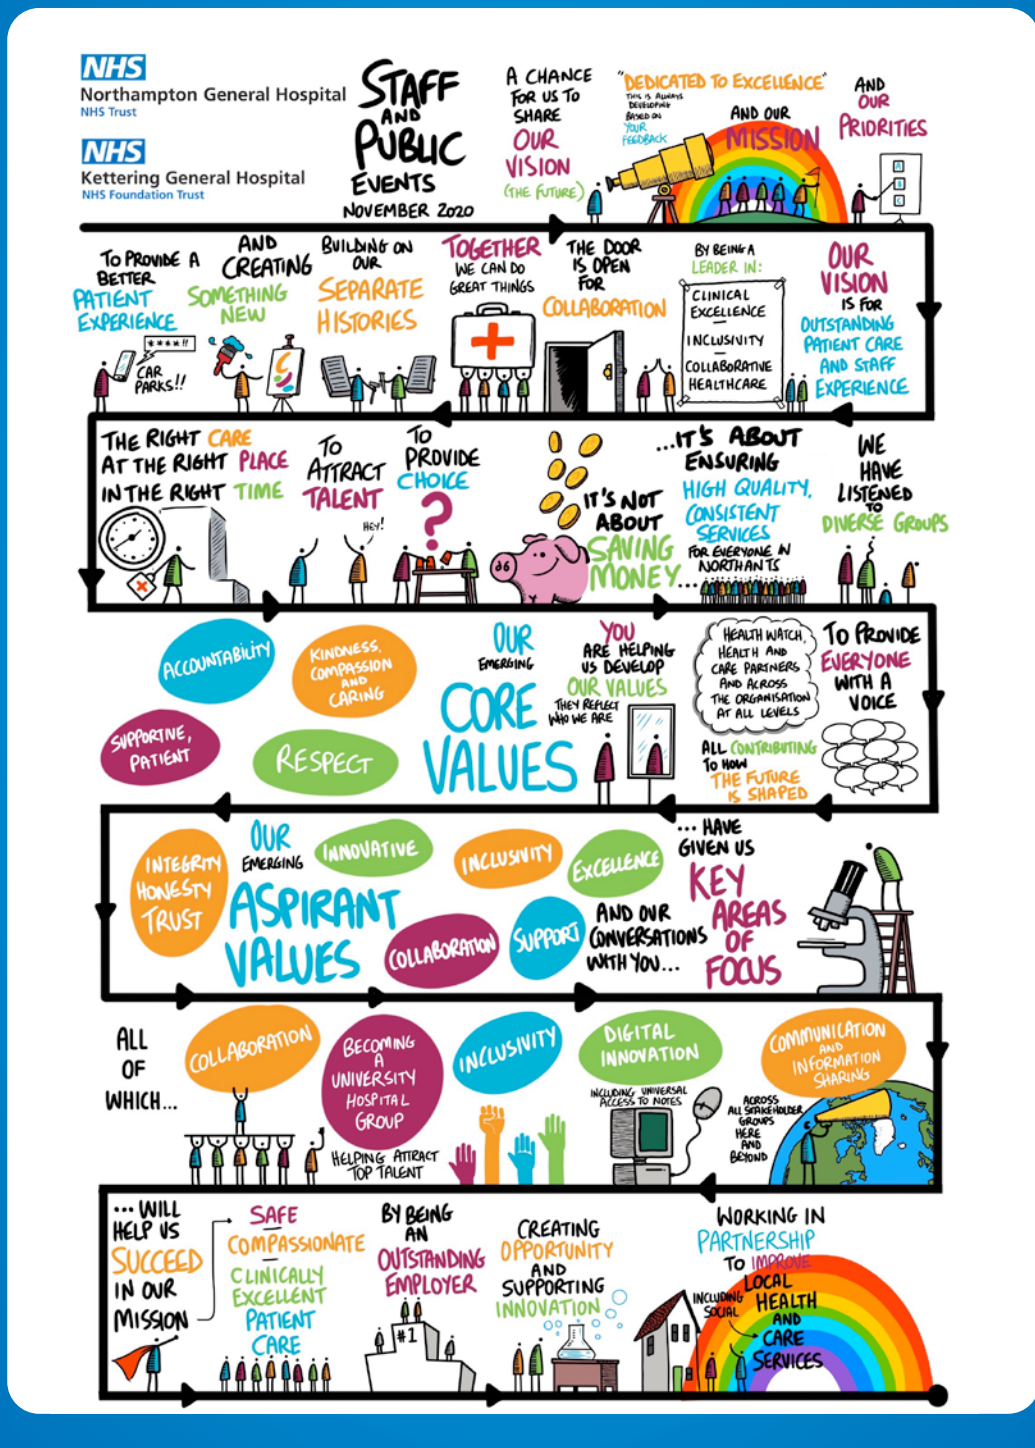 NHS
Northampton General Hospital
NHS Trust
NHS
Kettering General Hospital
NHS Foundation Trust
STAFF
AND
PUBLIC
EVENTS
NOVEMBER 2020
A CHANCE
FOR US TO
SHARE
OUR
VISION
(THE FUTURE)
"DEDICATED TO EXCELLENCE"
THIS IS ALWAYS
DEVELOPING
BASED ON
YOUR
FEEDBACK
AND OUR
MISSION
AND
OUR
PRIORITIES
A
B
C
OUR
VISION
IS FOR
OUTSTANDING
PATIENT CARE
AND STAFF
EXPERIENCE
BY BEING A
LEADER IN:
CLINICAL
EXCELLENCE
INCLUSIVITY
COLLABORATIVE
HEALTHCARE
THE DOOR
IS OPEN
FOR
COLLABORATION
TOGETHER
WE CAN DO
GREAT THINGS
BUILDING ON
OUR
SEPARATE
HISTORIES
AND
CREATING
SOMETHING
NEW
TO PROVIDE A
BETTER
PATIENT
EXPERIENCE
****!!
CAR
PARKS!!
THE RIGHT CARE
AT THE RIGHT PLACE
IN THE RIGHT TIME
TO
ATTRACT
TALENT
HEY!
TO
PROVIDE
CHOICE
?
IT'S NOT
ABOUT
SAVING
MONEY...
...IT'S ABOUT
ENSURING
HIGH QUALITY,
CONSISTENT
SERVICES
FOR EVERYONE IN
NORTHANTS
WE
HAVE
LISTENED
TO
DIVERSE GROUPS
TO PROVIDE
EVERYONE
WITH A
VOICE
HEALTH WATCH,
HEALTH AND
CARE PARTNERS
AND ACROSS
THE ORGANISATION
AT ALL LEVELS
ALL CONTRIBUTING
TO HOW
THE FUTURE
IS SHAPED
YOU
ARE HELPING
US DEVELOP
OUR VALUES
THEY REFLECT
WHO WE ARE
OUR
EMERGING
CORE
VALUES
KINDNESS,
COMPASSION
AND
CARING
RESPECT
ACCOUNTABILITY
SUPPORTIVE,
PATIENT
INTEGRITY
HONESTY
TRUST
OUR
EMERGING
ASPIRANT
VALUES
INNOVATIVE
COLLABORATION
INCLUSIVITY
SUPPORT
EXCELLENCE
AND OUR
CONVERSATIONS
WITH YOU...
... HAVE
GIVEN US
KEY
AREAS
OF
FOCUS
ALL
OF
WHICH...
COLLABORATION
BECOMING
A
UNIVERSITY
HOSPITAL
GROUP
HELPING ATTRACT
TOP TALENT
INCLUSIVITY
DIGITAL
INNOVATION
INCLUDING UNIVERSAL
ACCESS TO NOTES
COMMUNICATION
AND
INFORMATION
SHARING
ACROSS
ALL STAKEHOLDER
GROUPS
HERE
AND
BEYOND
... WILL
HELP US
SUCCEED
IN OUR
MISSION
SAFE
COMPASSIONATE
CLINICALLY
EXCELLENT
PATIENT
CARE
BY BEING
AN
OUTSTANDING
EMPLOYER
#1
CREATING
OPPORTUNITY
AND
SUPPORTING
INNOVATION
WORKING IN
PARTNERSHIP
TO IMPROVE
LOCAL
HEALTH
AND
CARE
SERVICES
INCLUDING
SOCIAL